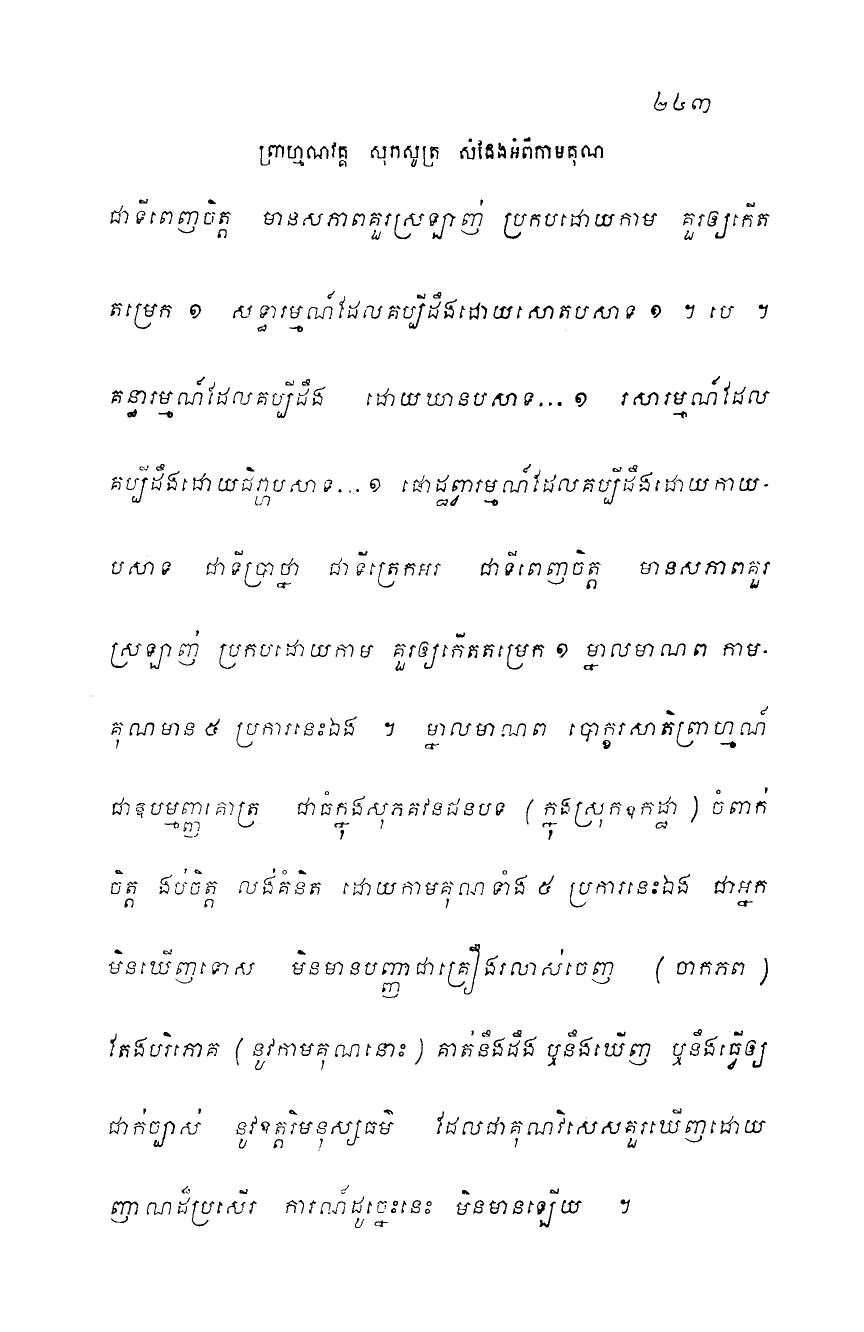 ២៤៣
ព្រាហ្មណវគ្គ សុភសូត្រ សំដែងអំពីកាមគុណ
ជាទីពេញចិត្ត មានសភាពគួរស្រឡាញ់ ប្រកបដោយកាម គួរឲ្យកើត
តម្រេក ១ សទ្ទារម្មណ៍ដែលគប្បីដឹងដោយសោតបសាទ ១ ។ បេ ។
គន្ធារម្មណ៍ដែលគប្បីដឹង ដោយឃានបសាទ... ១ រសារម្មណ៍ដែល
គប្បីដឹងដោយជិវ្ហាបសាទ... ១ ផោដ្ឋព្វារម្មណ៍ដែលគប្បីដឹងដោយកាយ-
បសាទ ជាទីប្រាថ្នា ជាទីត្រេកអរ ជាទីពេញចិត្ត មានសភាពគួរ
ស្រឡាញ់ ប្រកបដោយកាម គួរឲ្យកើតតម្រេក ១ ម្នាលមាណព កាម-
គុណមាន ៥ ប្រការនេះឯង ។ ម្នាលមាណព បោក្ខរសាតិព្រាហ្មណ៍
ជាឧបមញ្ញគោត្រ ជាធំក្នុងសុភគវនជនបទ ( ក្នុងស្រុកឧកដ្ឋា ) ចំពាក់
ចិត្ត ងប់ចិត្ត លង់គំនិត ដោយកាមគុណទាំង ៥ ប្រការនេះឯង ជាអ្នក
មិនឃើញទោស មិនមានបញ្ញាជាគ្រឿងរលាស់ចេញ ( ចាកភព )
តែងបរិភោគ ( នូវកាមគុណនោះ ) គាត់នឹងដឹង ឬនឹងឃើញ ឬនឹងធ្វើឲ្យ
ជាក់ច្បាស់ នូវឧត្តរិមនុស្សធម៌ ដែលជាគុណវិសេសគួរឃើញដោយ
ញាណដ៏ប្រសើរ ការណ៍ដូច្នេះនេះ មិនមានឡើយ ។